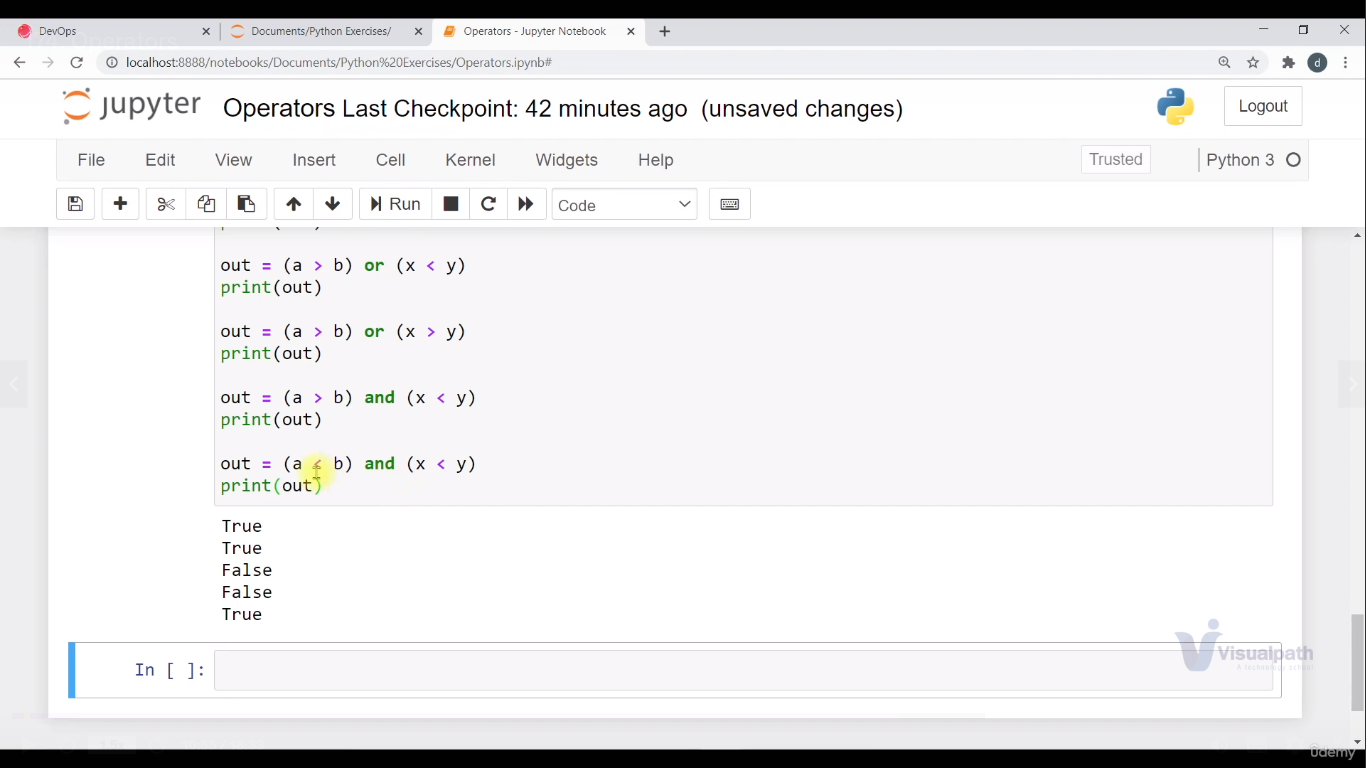 DevOps
Documents/Python Exercises/
Operators - Jupyter Notebook
localhost:8888/notebooks/Documents/Python%20Exercises/Operators.ipynb#
d
jupyter Operators Last Checkpoint: 42 minutes ago (unsaved changes)
Logout
File Edit View Insert Cell Kernel Widgets Help
Trusted
Python 3
Run
Code
out = (a > b) or (x < y)
print(out)
out = (a > b) or (x > y)
print(out)
out = (a > b) and (x < y)
print(out)
out = (a < b) and (x < y)
print(out)
True
True
False
False
True
In [ ]:
Visualpath
A technology school
Udemy